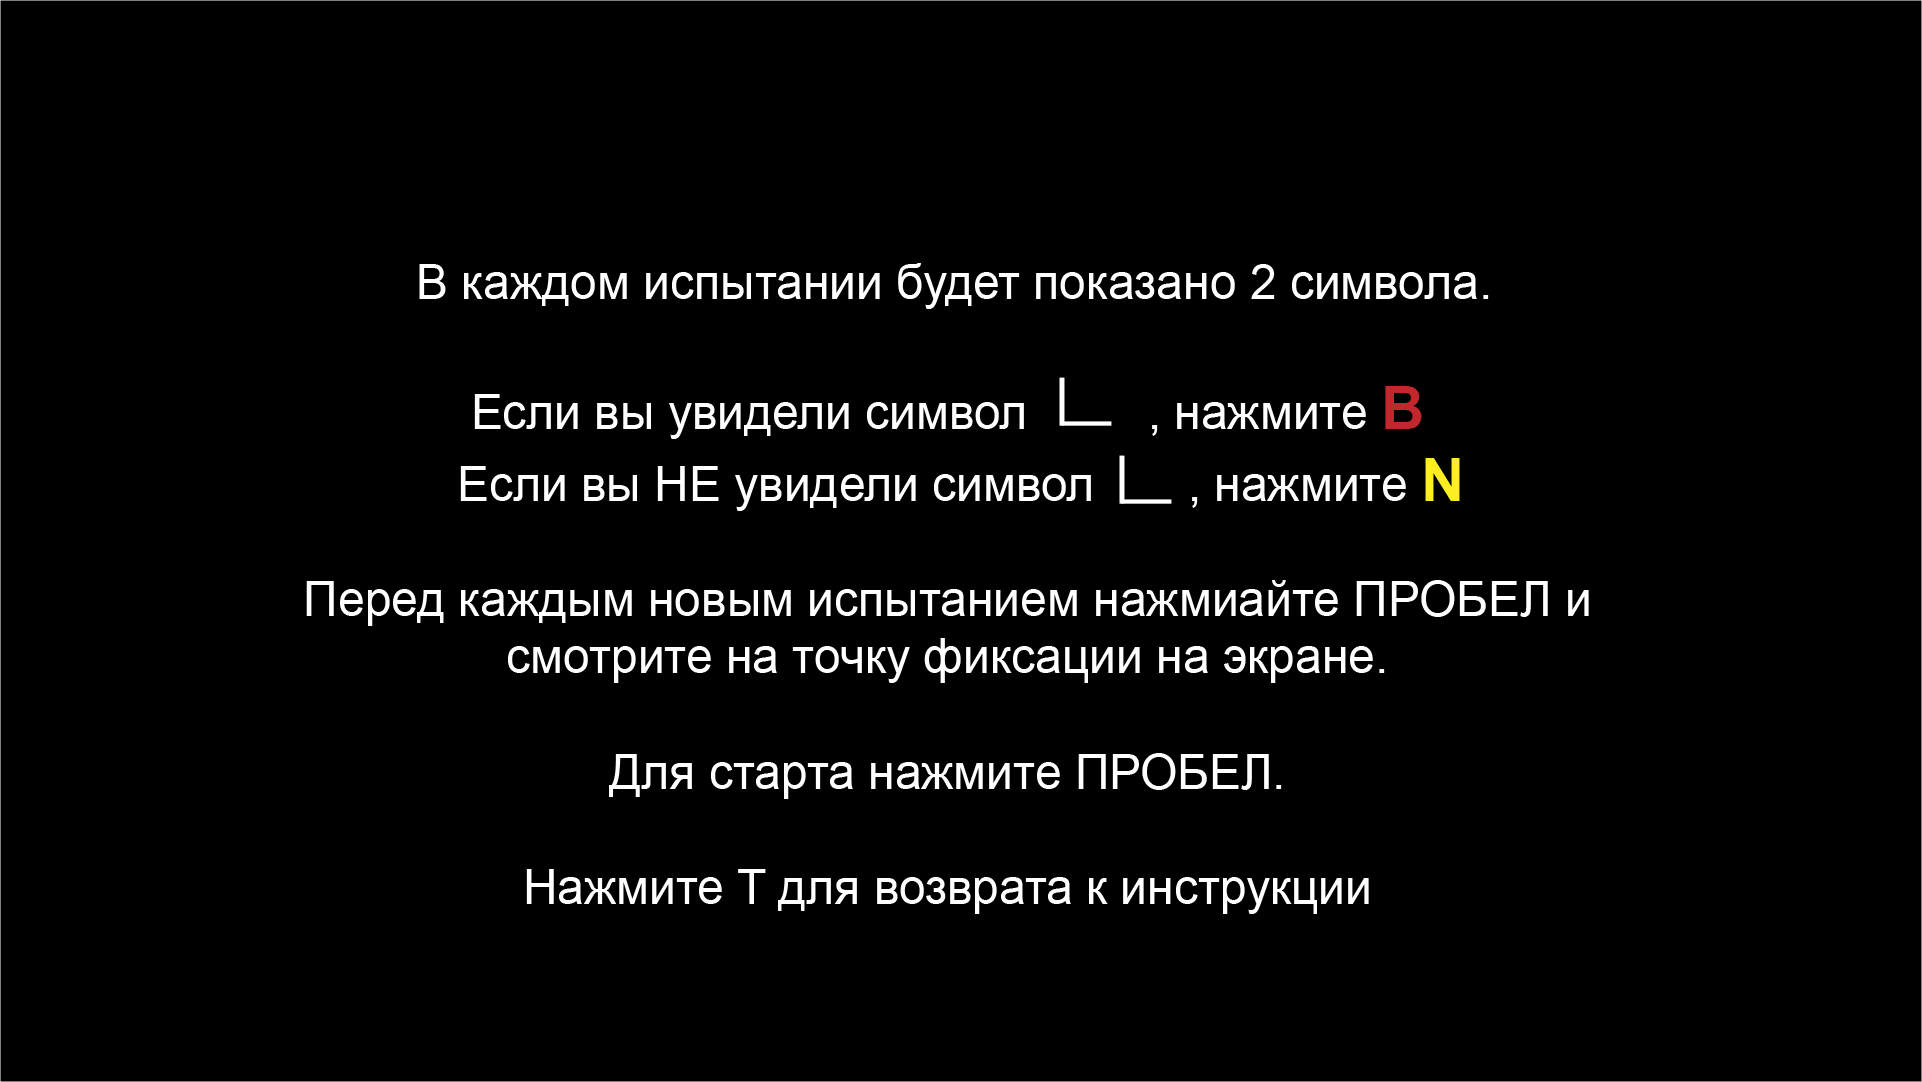 В каждом испытании будет показано 2 символа.
Если вы увидели символ ∟ , нажмите B
Если вы НЕ увидели символ ∟ , нажмите N
Перед каждым новым испытанием нажмиайте ПРОБЕЛ и
смотрите на точку фиксации на экране.
Для старта нажмите ПРОБЕЛ.
Нажмите Т для возврата к инструкции